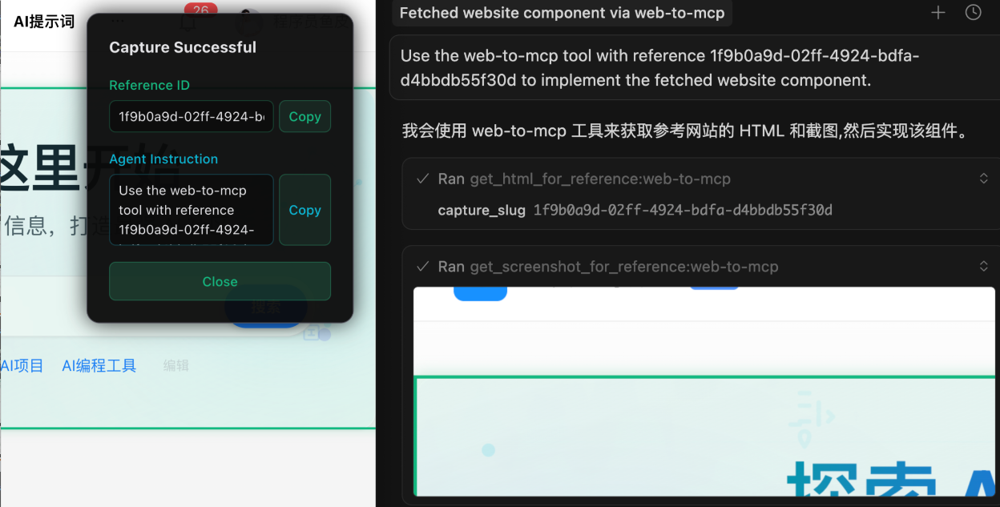 AI提示词
26
Capture Successful
Reference ID
1f9b0a9d-02ff-4924-b
Copy
这里开始
Agent Instruction
Use the web-to-mcp
tool with reference
1f9b0a9d-02ff-4924-
Copy
信息，打造
Close
搜索
AI项目
AI编程工具
编辑
Fetched website component via web-to-mcp
Use the web-to-mcp tool with reference 1f9b0a9d-02ff-4924-bdfa-
d4bbdb55f30d to implement the fetched website component.
我会使用 web-to-mcp 工具来获取参考网站的 HTML 和截图,然后实现该组件。
Ran get_html_for_reference:web-to-mcp
capture_slug 1f9b0a9d-02ff-4924-bdfa-d4bbdb55f30d
Ran get_screenshot_for_reference:web-to-mcp
探索 A